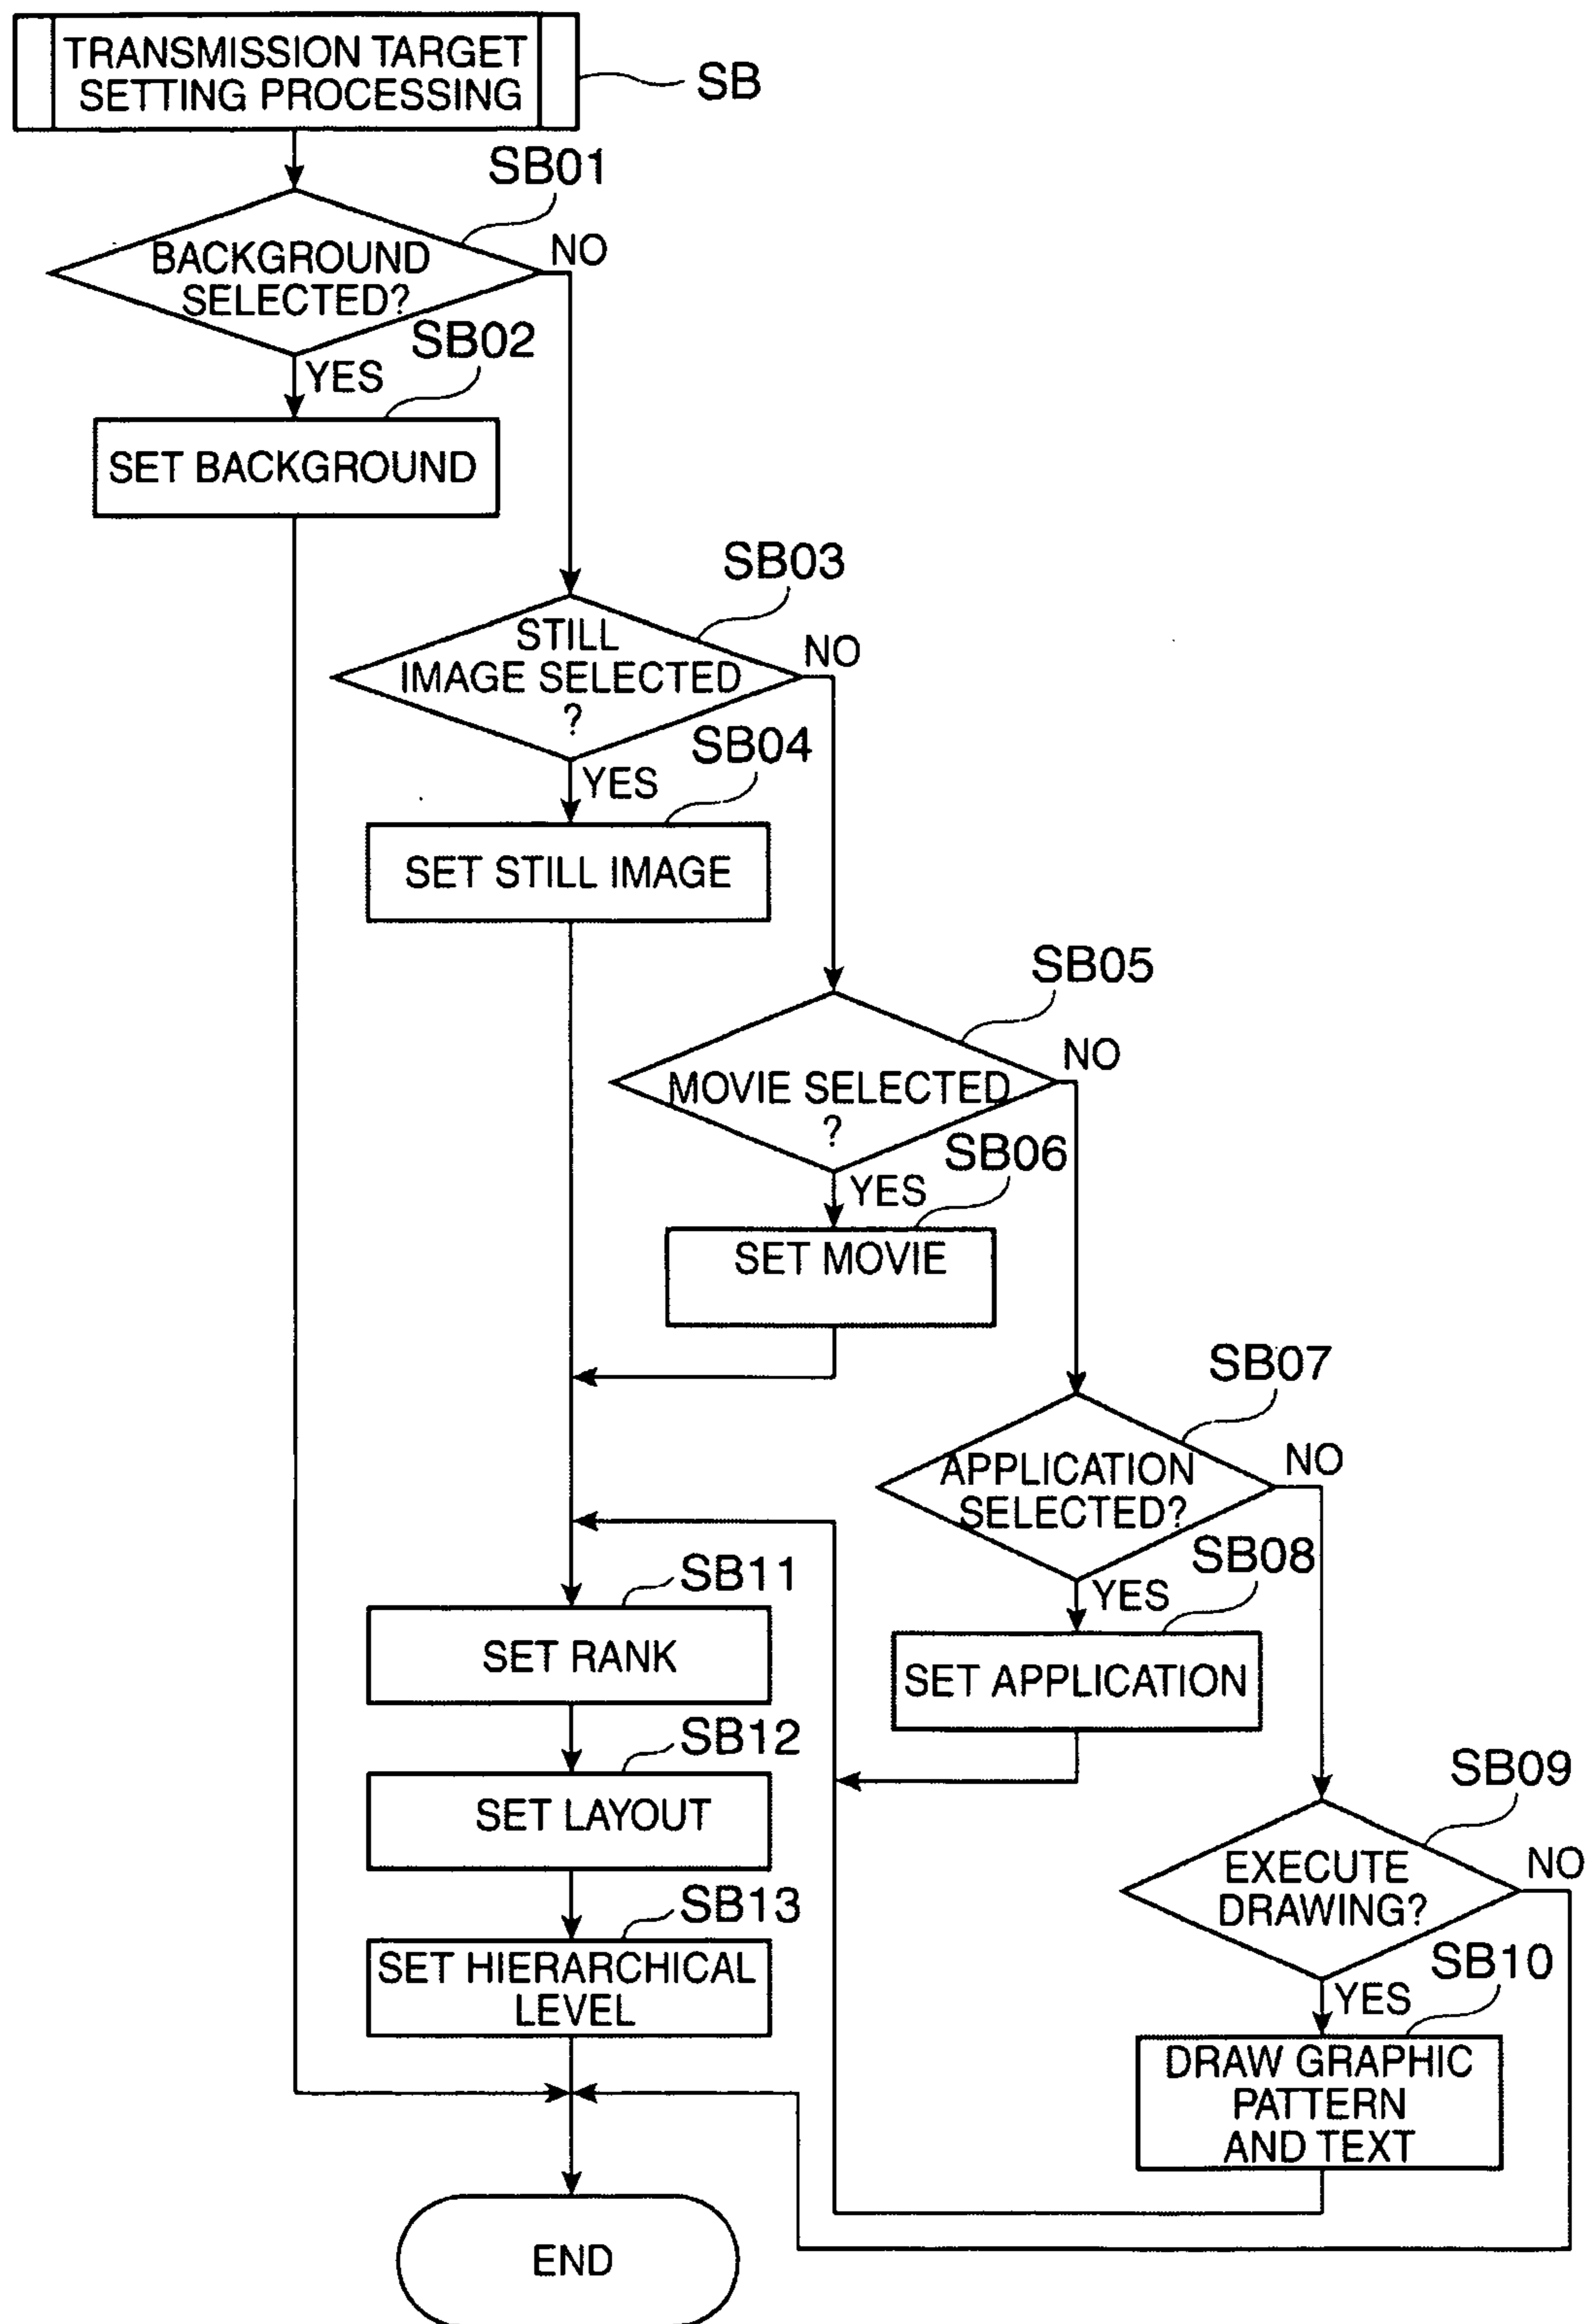 TRANSMISSION TARGET
SETTING PROCESSING
SB
SB01
BACKGROUND
SELECTED?
NO
SB02
YES
SET BACKGROUND
SB03
STILL
IMAGE SELECTED
?
NO
SB04
YES
SET STILL IMAGE
SB05
MOVIE SELECTED
?
NO
SB06
YES
SET MOVIE
SB07
APPLICATION
SELECTED?
NO
SB08
YES
SET APPLICATION
SB09
EXECUTE
DRAWING?
NO
SB10
YES
DRAW GRAPHIC
PATTERN
AND TEXT
SB11
SET RANK
SB12
SET LAYOUT
SB13
SET HIERARCHICAL
LEVEL
END